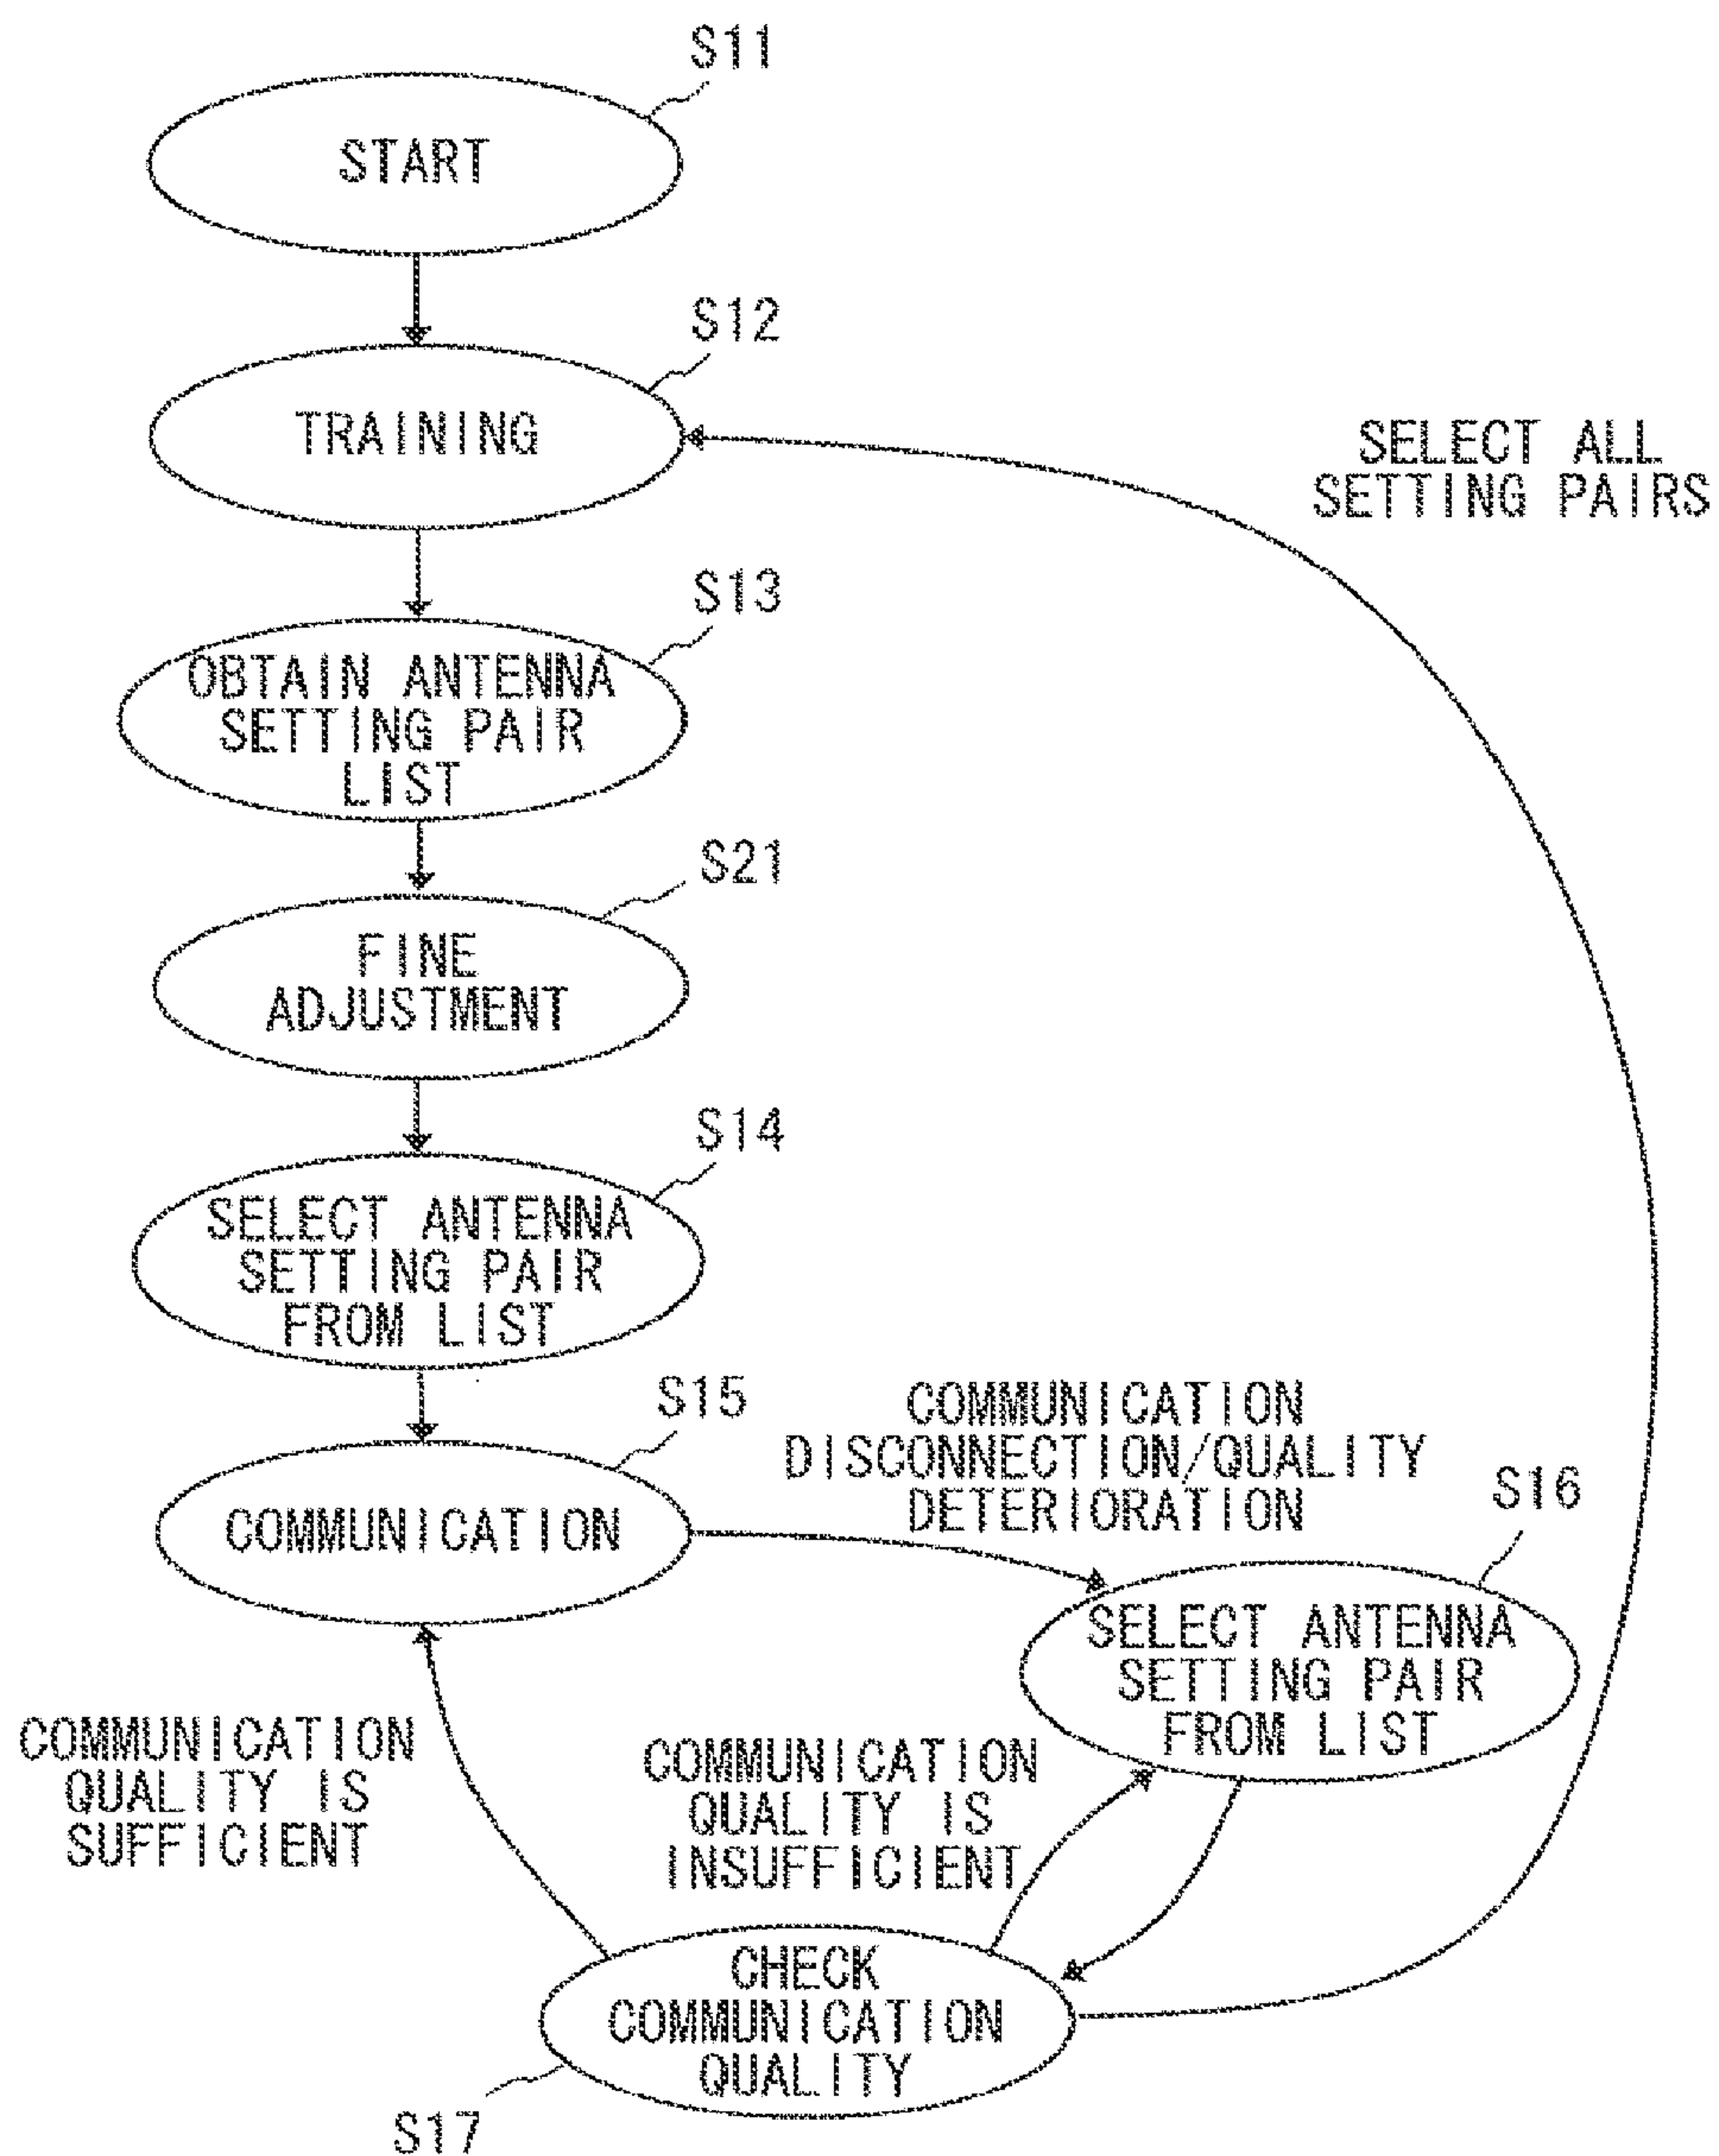 S11
START
S12
TRAINING
SELECT ALL
SETTING PAIRS
S13
OBTAIN ANTENNA
SETTING PAIR
LIST
S21
FINE
ADJUSTMENT
S14
SELECT ANTENNA
SETTING PAIR
FROM LIST
S15
COMMUNICATION
COMMUNICATION
DISCONNECTION/QUALITY
DETERIORATION
S16
SELECT ANTENNA
SETTING PAIR
FROM LIST
COMMUNICATION
QUALITY IS
SUFFICIENT
COMMUNICATION
QUALITY IS
INSUFFICIENT
CHECK
COMMUNICATION
QUALITY
S17